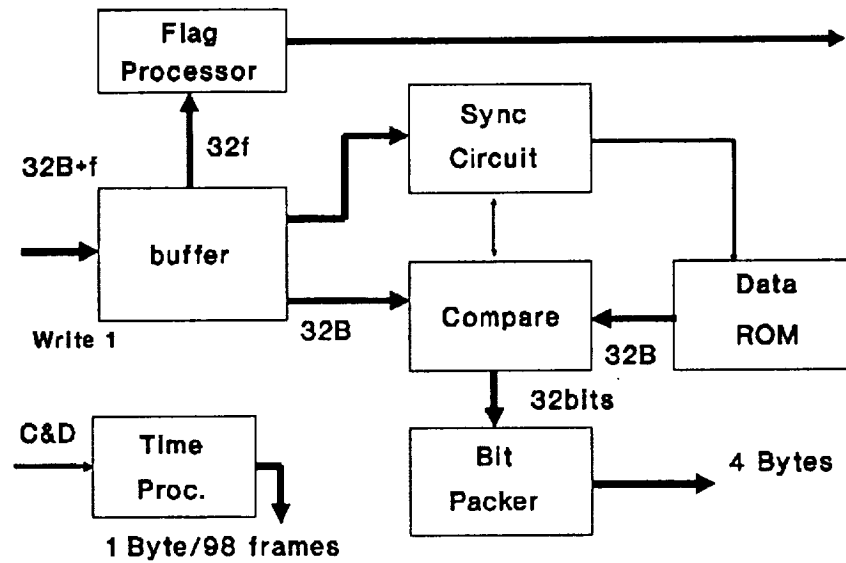 Flag
Processor
32f
32B+f
Sync
Circuit
buffer
Write 1
32B
Compare
Data
ROM
32B
32bits
C&D
Time
Proc.
1 Byte/98 frames
Bit
Packer
4 Bytes